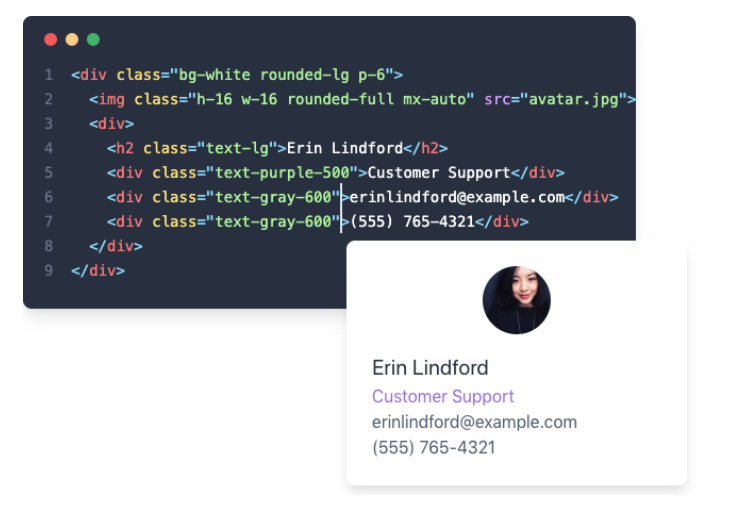 1 <div class="bg-white rounded-lg p-6">
2   <img class="h-16 w-16 rounded-full mx-auto" src="avatar.jpg">
3   <div>
4     <h2 class="text-lg">Erin Lindford</h2>
5     <div class="text-purple-500">Customer Support</div>
6     <div class="text-gray-600">erinlindford@example.com</div>
7     <div class="text-gray-600">(555) 765-4321</div>
8   </div>
9 </div>
Erin Lindford
Customer Support
erinlindford@example.com
(555) 765-4321